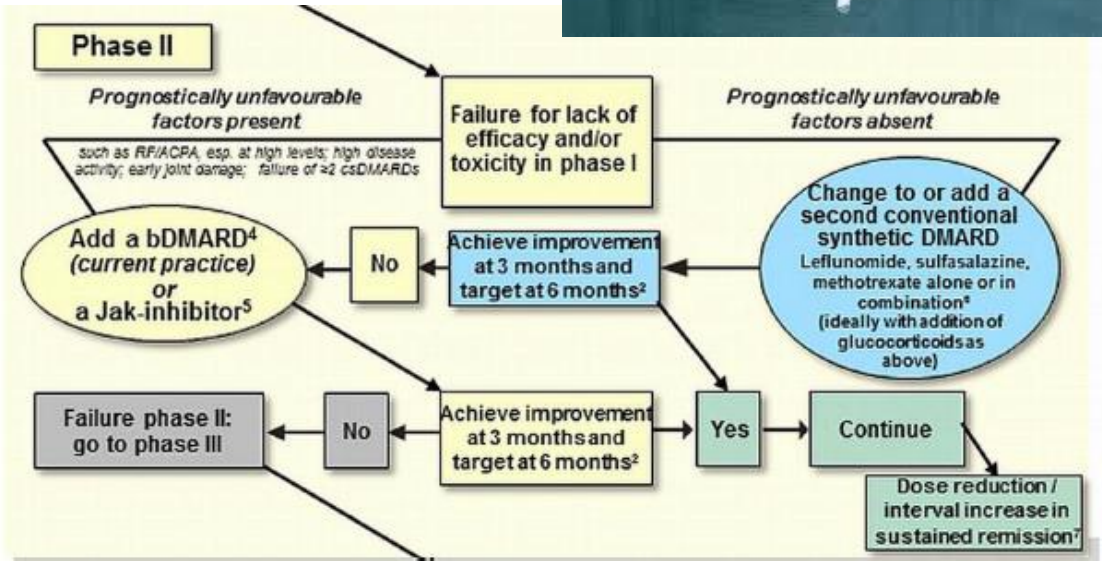 Phase II
Prognostically unfavourable
factors present
such as RF/ACPA, esp. at high levels; high disease
activity; early joint damage; failure of ≥2 csDMARDs
Failure for lack of
efficacy and/or
toxicity in phase I
Prognostically unfavourable
factors absent
Change to or add a
second conventional
synthetic DMARD
Leflunomide, sulfasalazine,
methotrexate alone or in
combination⁶
(ideally with addition of
glucocorticoids as
above)
Achieve improvement
at 3 months and
target at 6 months²
No
Add a bDMARD⁴
(current practice)
or
a Jak-inhibitor⁵
Achieve improvement
at 3 months and
target at 6 months²
No
Failure phase II:
go to phase III
Yes
Continue
Dose reduction /
interval increase in
sustained remission⁷